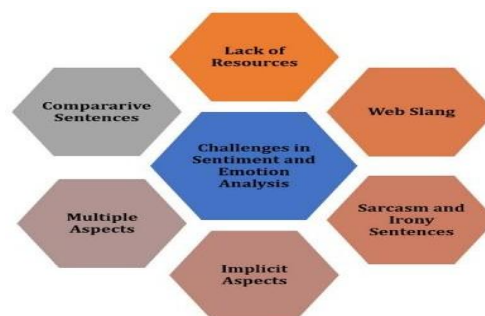 Lack of
Resources
Compararive
Sentences
Web Slang
Challenges in
Sentiment and
Emotion
Analysis
Multiple
Aspects
Sarcasm and
Irony
Sentences
Implicit
Aspects